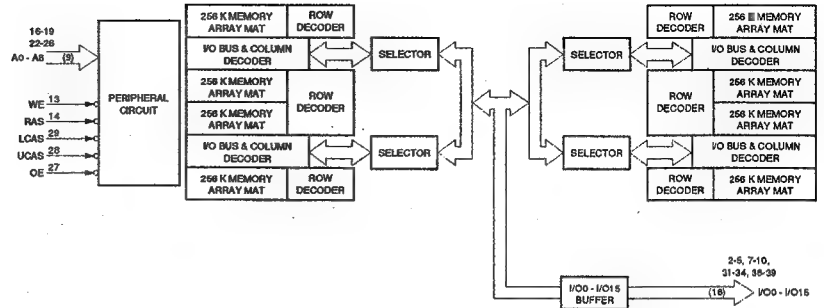 16-19
22-26
A0 - A8 (9)
WE 13
RAS 14
LCAS 29
UCAS 28
OE 27
PERIPHERAL
CIRCUIT
256 K MEMORY
ARRAY MAT
ROW
DECODER
I/O BUS & COLUMN
DECODER
256 K MEMORY
ARRAY MAT
ROW
DECODER
256 K MEMORY
ARRAY MAT
I/O BUS & COLUMN
DECODER
256 K MEMORY
ARRAY MAT
ROW
DECODER
SELECTOR
SELECTOR
SELECTOR
SELECTOR
ROW
DECODER
256 MEMORY
ARRAY MAT
I/O BUS & COLUMN
DECODER
ROW
DECODER
256 K MEMORY
ARRAY MAT
256 K MEMORY
ARRAY MAT
I/O BUS & COLUMN
DECODER
ROW
DECODER
256 K MEMORY
ARRAY MAT
I/O0 - I/O15
BUFFER
2-5, 7-10,
31-34, 36-39
(16) I/O0 - I/O15